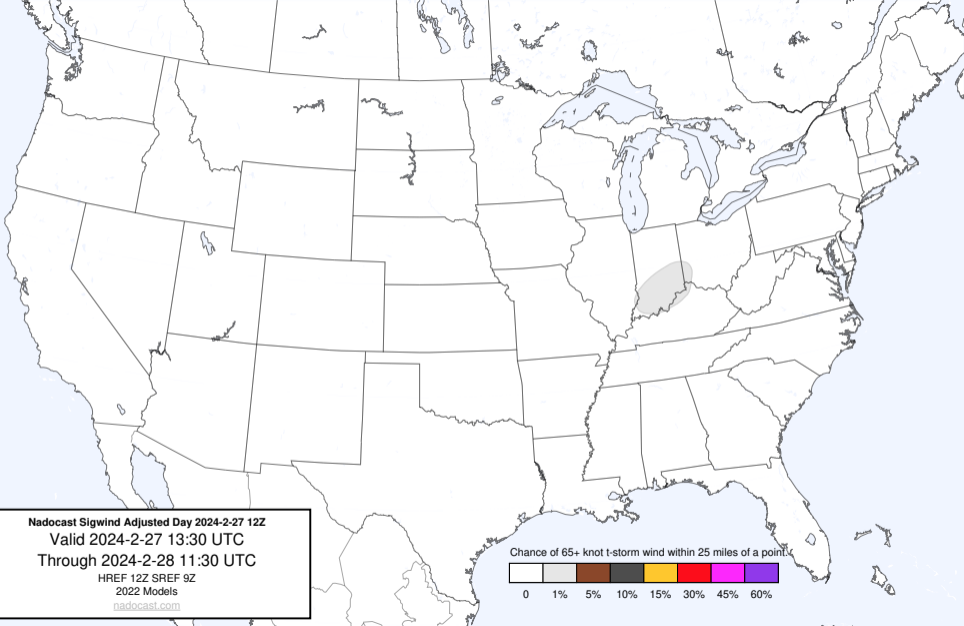 Nadocast Sigwind Adjusted Day 2024-2-27 12Z
Valid 2024-2-27 13:30 UTC
Through 2024-2-28 11:30 UTC
HREF 12Z SREF 9Z
2022 Models
nadocast.com
Chance of 65+ knot t-storm wind within 25 miles of a point.
0 1% 5% 10% 15% 30% 45% 60%